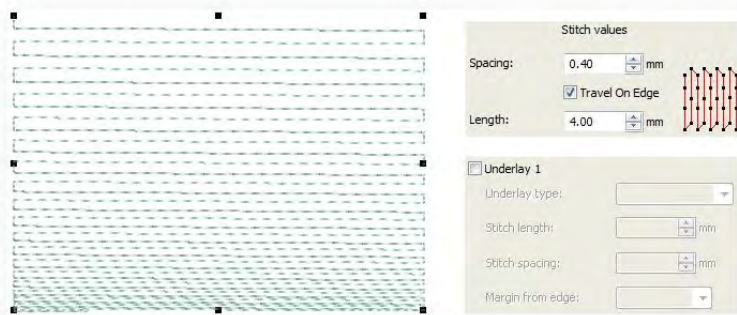 Stitch values
Spacing: 0.40 mm
Travel On Edge
Length: 4.00 mm
Underlay 1
Underlay type:
Stitch length: mm
Stitch spacing: mm
Margin from edge: